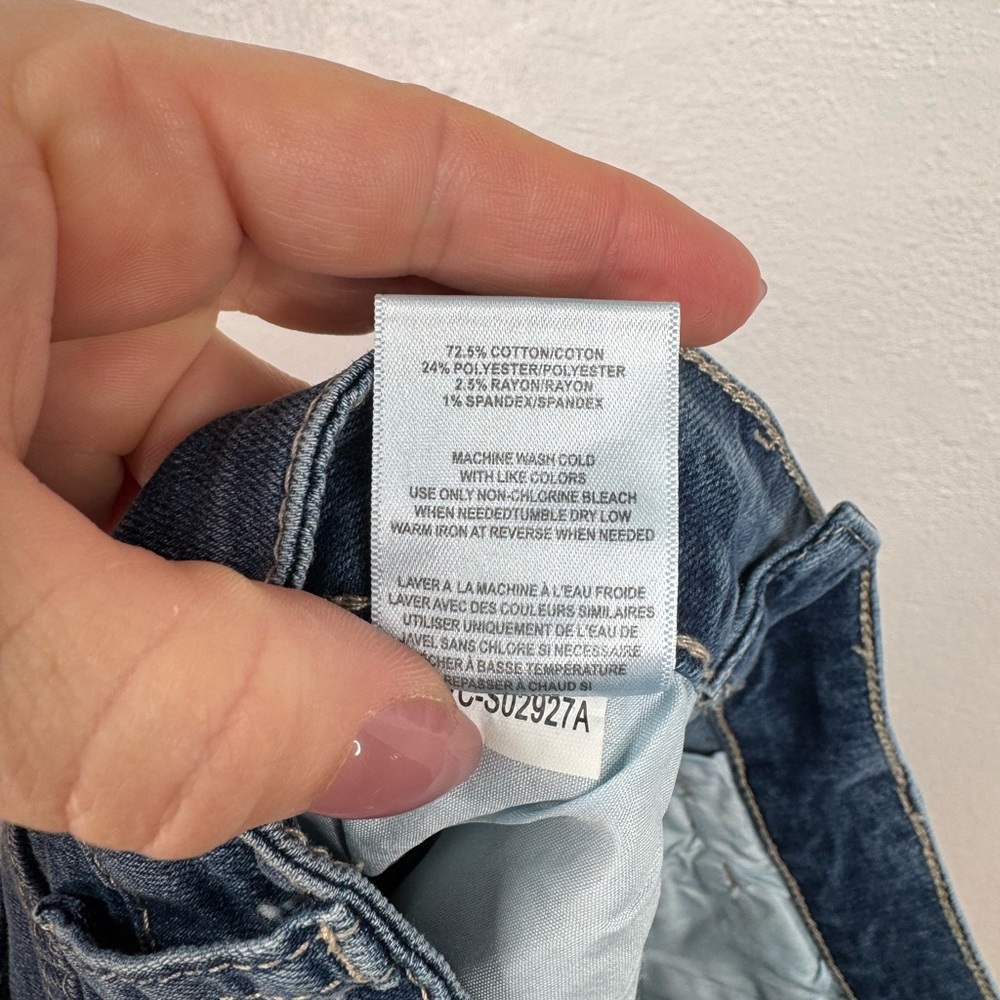 72.5% COTTON/COTON
24% POLYESTER/POLYESTER
2.5% RAYON/RAYON
1% SPANDEX/SPANDEX
MACHINE WASH COLD
WITH LIKE COLORS
USE ONLY NON-CHLORINE BLEACH
WHEN NEEDEDTUMBLE DRY LOW
WARM IRON AT REVERSE WHEN NEEDED
LAVER A LA MACHINE À L'EAU FROIDE
LAVER AVEC DES COULEURS SIMILAIRES
UTILISER UNIQUEMENT DE L'EAU DE
JAVEL SANS CHLORE SI NECESSAIRE
À BASSE TEMPÉRATURE
REPASSER À CHAUD SI
C-S02927A